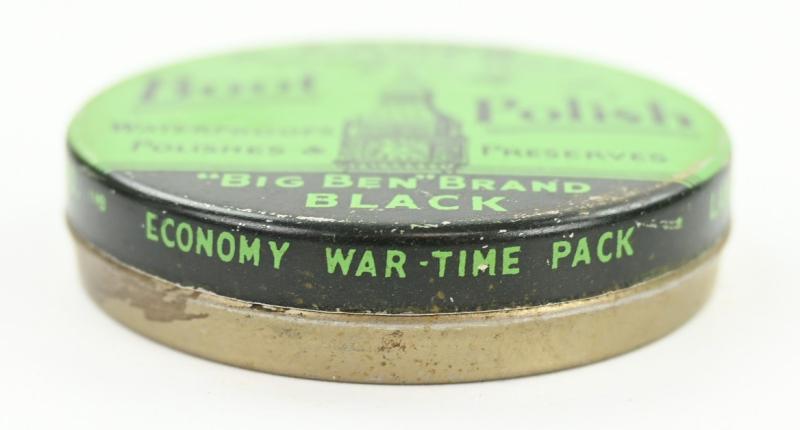 Boot Polish
WATERPROOFS
POLISHES & PRESERVES
"BIG BEN" BRAND
BLACK
ECONOMY WAR-TIME PACK